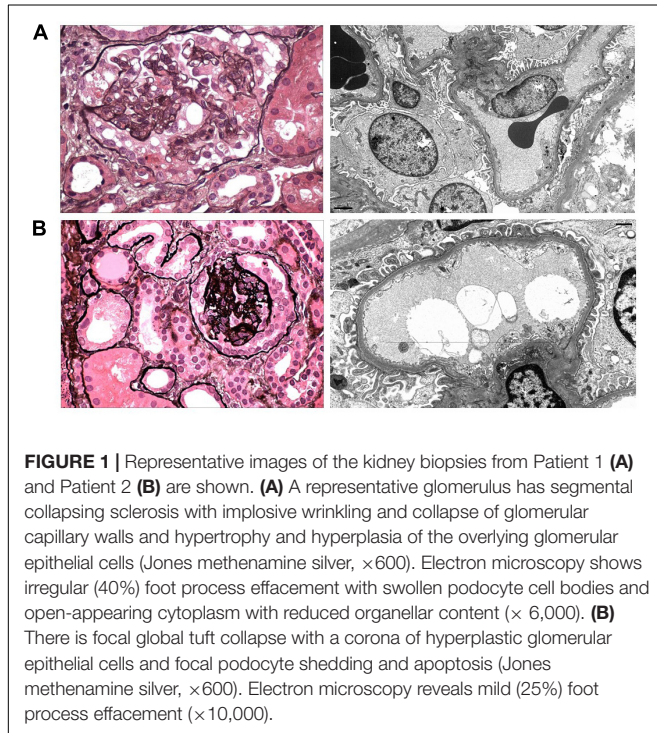 A
B
FIGURE 1 | Representative images of the kidney biopsies from Patient 1 (A)
and Patient 2 (B) are shown. (A) A representative glomerulus has segmental
collapsing sclerosis with implosive wrinkling and collapse of glomerular
capillary walls and hypertrophy and hyperplasia of the overlying glomerular
epithelial cells (Jones methenamine silver, ×600). Electron microscopy shows
irregular (40%) foot process effacement with swollen podocyte cell bodies and
open-appearing cytoplasm with reduced organellar content (× 6,000). (B)
There is focal global tuft collapse with a corona of hyperplastic glomerular
epithelial cells and focal podocyte shedding and apoptosis (Jones
methenamine silver, ×600). Electron microscopy reveals mild (25%) foot
process effacement (×10,000).